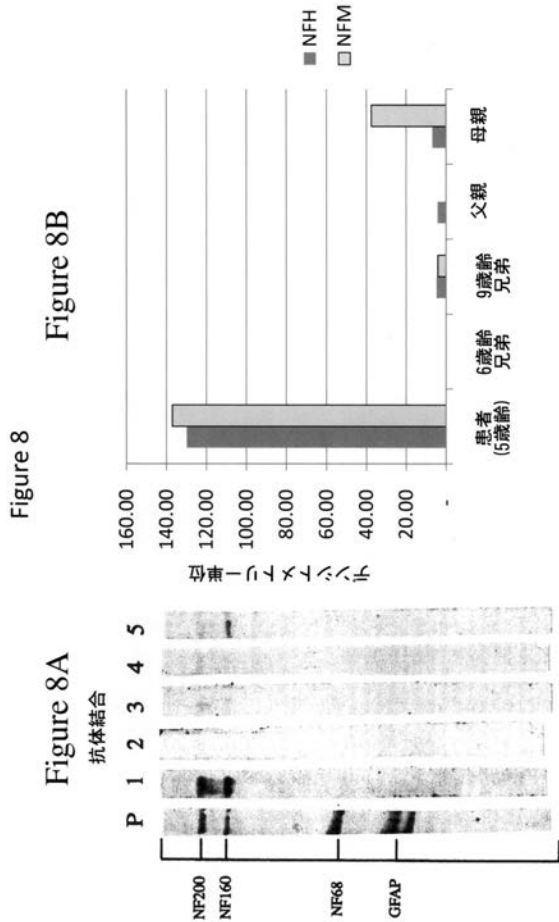 Figure 8
Figure 8A
抗体結合
P 1 2 3 4 5
NF200
NF160
NF68
GFAP
Figure 8B
デンシトメトリー単位
160.00
140.00
120.00
100.00
80.00
60.00
40.00
20.00
-
患者
(5歳齢)
6歳齢
兄弟
9歳齢
兄弟
父親
母親
NFH
NFM